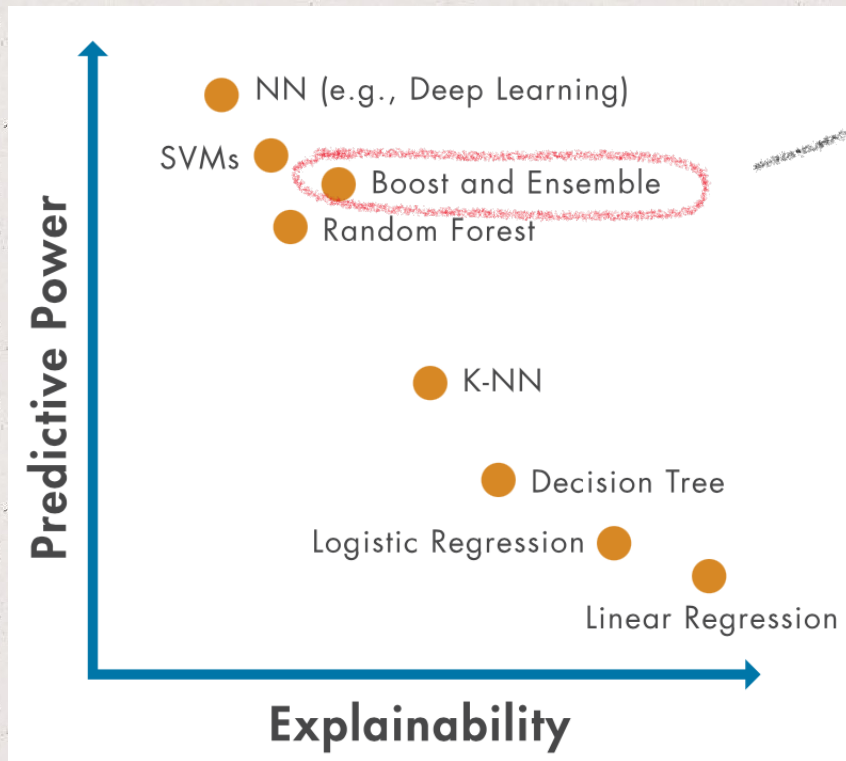 NN (e.g., Deep Learning)
SVMs
Boost and Ensemble
Random Forest
K-NN
Decision Tree
Logistic Regression
Linear Regression
Predictive Power
Explainability